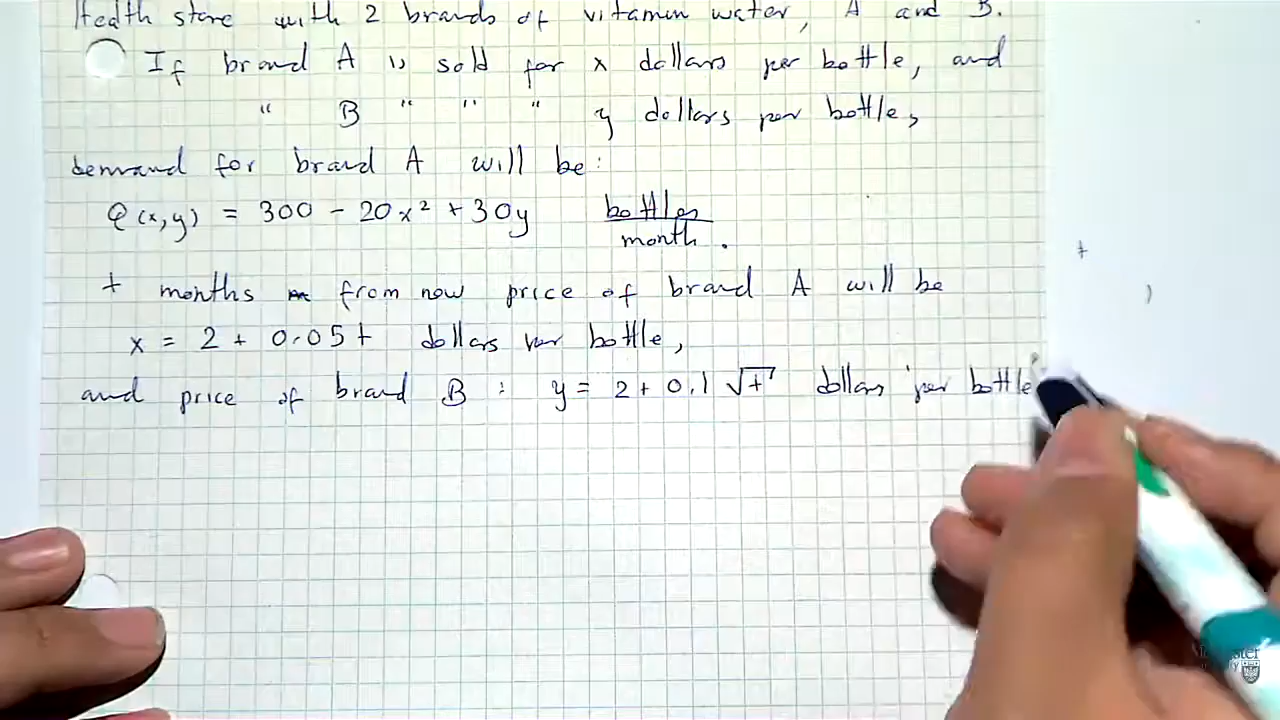 Health store with 2 brands of vitamin water, A and B.
If brand A is sold for x dollars per bottle, and
" B " " " y dollars per bottle,
demand for brand A will be:
Q(x,y) = 300 - 20x² + 30y bottles/month.
t months from now price of brand A will be
x = 2 + 0.05t dollars per bottle,
and price of brand B : y = 2 + 0.1 √t dollars per bottle